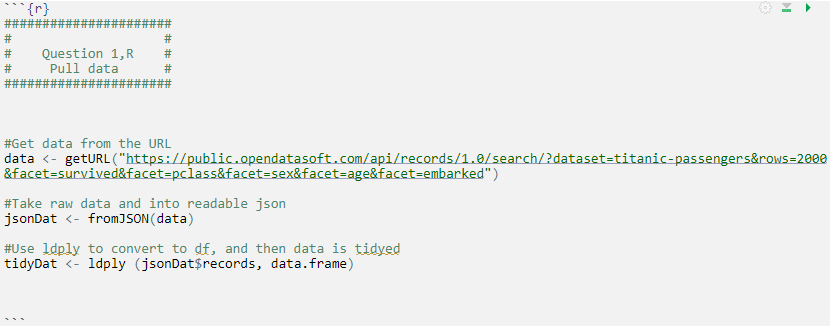 ```{r}
######################
#                    #
#    Question 1,R    #
#     Pull data      #
######################
#Get data from the URL
data <- getURL("https://public.opendatasoft.com/api/records/1.0/search/?dataset=titanic-passengers&rows=2000
&facet=survived&facet=pclass&facet=sex&facet=age&facet=embarked")
#Take raw data and into readable json
jsonDat <- fromJSON(data)
#Use ldply to convert to df, and then data is tidyed
tidyDat <- ldply (jsonDat$records, data.frame)
```